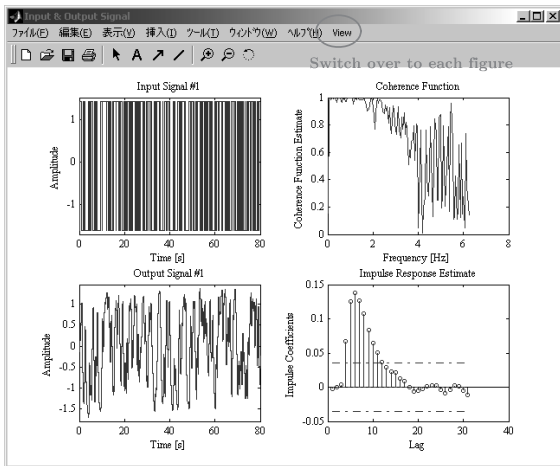 Input & Output Signal
ファイル(F) 編集(E) 表示(V) 挿入(I) ツール(T) ウィンドウ(W) ヘルプ(H) View
Switch over to each figure
Input Signal #1
Amplitude
1
0
-1
0 20 40 60 80
Time [s]
Coherence Function
Coherence Function Estimate
1
0.8
0.6
0.4
0.2
0
0 2 4 6 8
Frequency [Hz]
Output Signal #1
Amplitude
1
0.5
0
-0.5
-1
-1.5
0 20 40 60 80
Time [s]
Impulse Response Estimate
Impulse Coefficients
0.15
0.1
0.05
0
-0.05
0 10 20 30 40
Lag